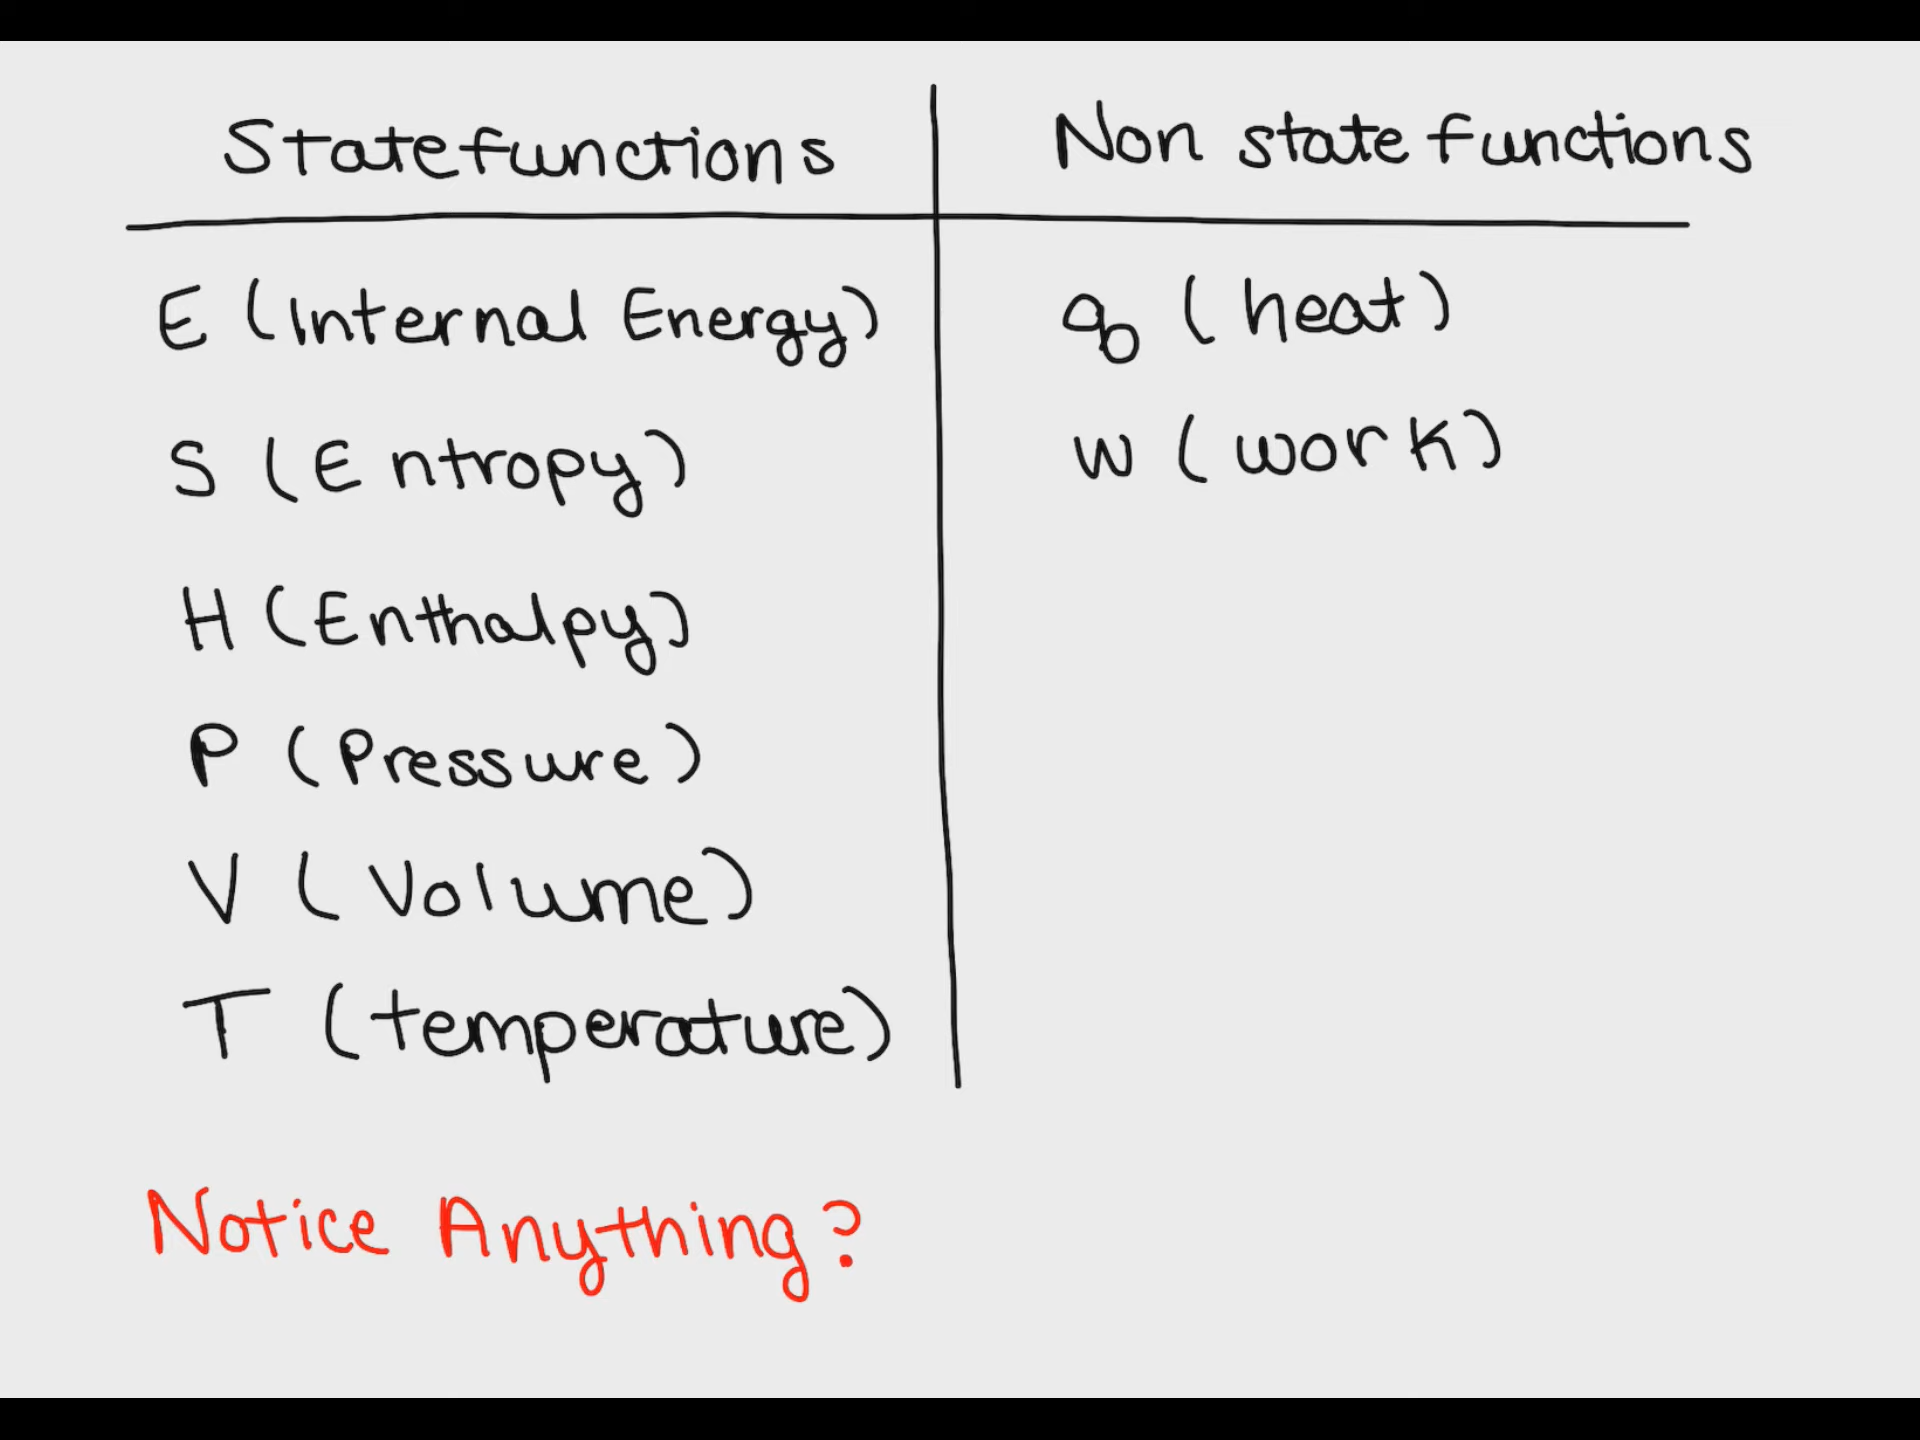 State functions
Non state functions
E (Internal Energy)
q (heat)
S (Entropy)
w (work)
H (Enthalpy)
P (Pressure)
V (Volume)
T (temperature)
Notice Anything?